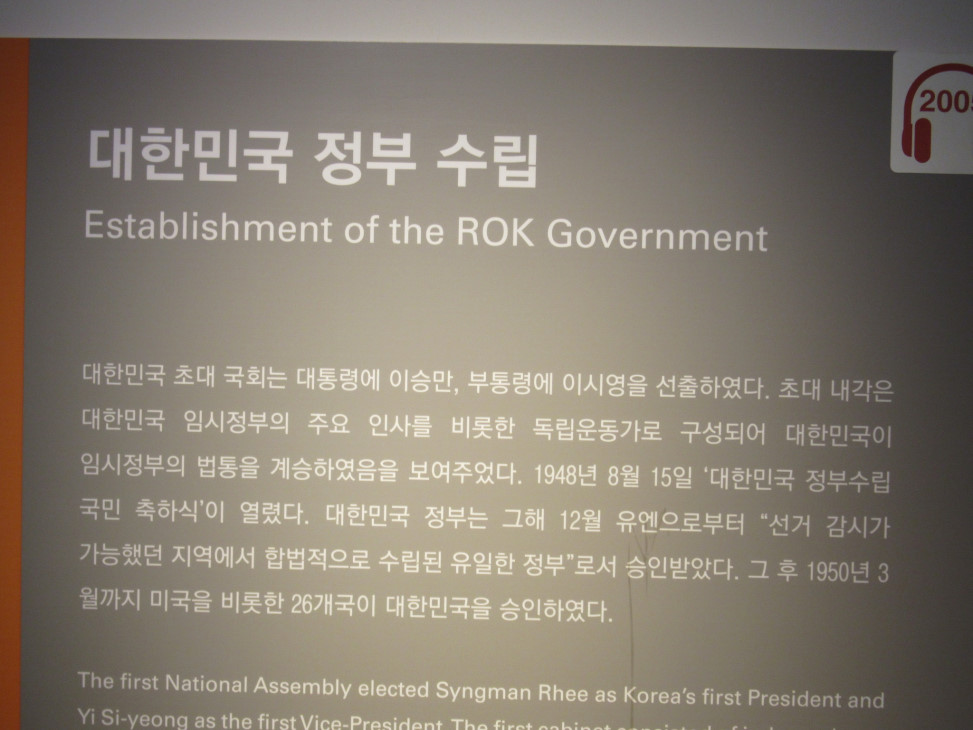 대한민국 정부 수립
Establishment of the ROK Government
대한민국 초대 국회는 대통령에 이승만, 부통령에 이시영을 선출하였다. 초대 내각은
대한민국 임시정부의 주요 인사를 비롯한 독립운동가로 구성되어 대한민국이
임시정부의 법통을 계승하였음을 보여주었다. 1948년 8월 15일 ‘대한민국 정부수립
국민 축하식’이 열렸다. 대한민국 정부는 그해 12월 유엔으로부터 “선거 감시가
가능했던 지역에서 합법적으로 수립된 유일한 정부”로서 승인받았다. 그 후 1950년 3
월까지 미국을 비롯한 26개국이 대한민국을 승인하였다.
The first National Assembly elected Syngman Rhee as Korea’s first President and
Yi Si-yeong as the first Vice-President. The first cabinet